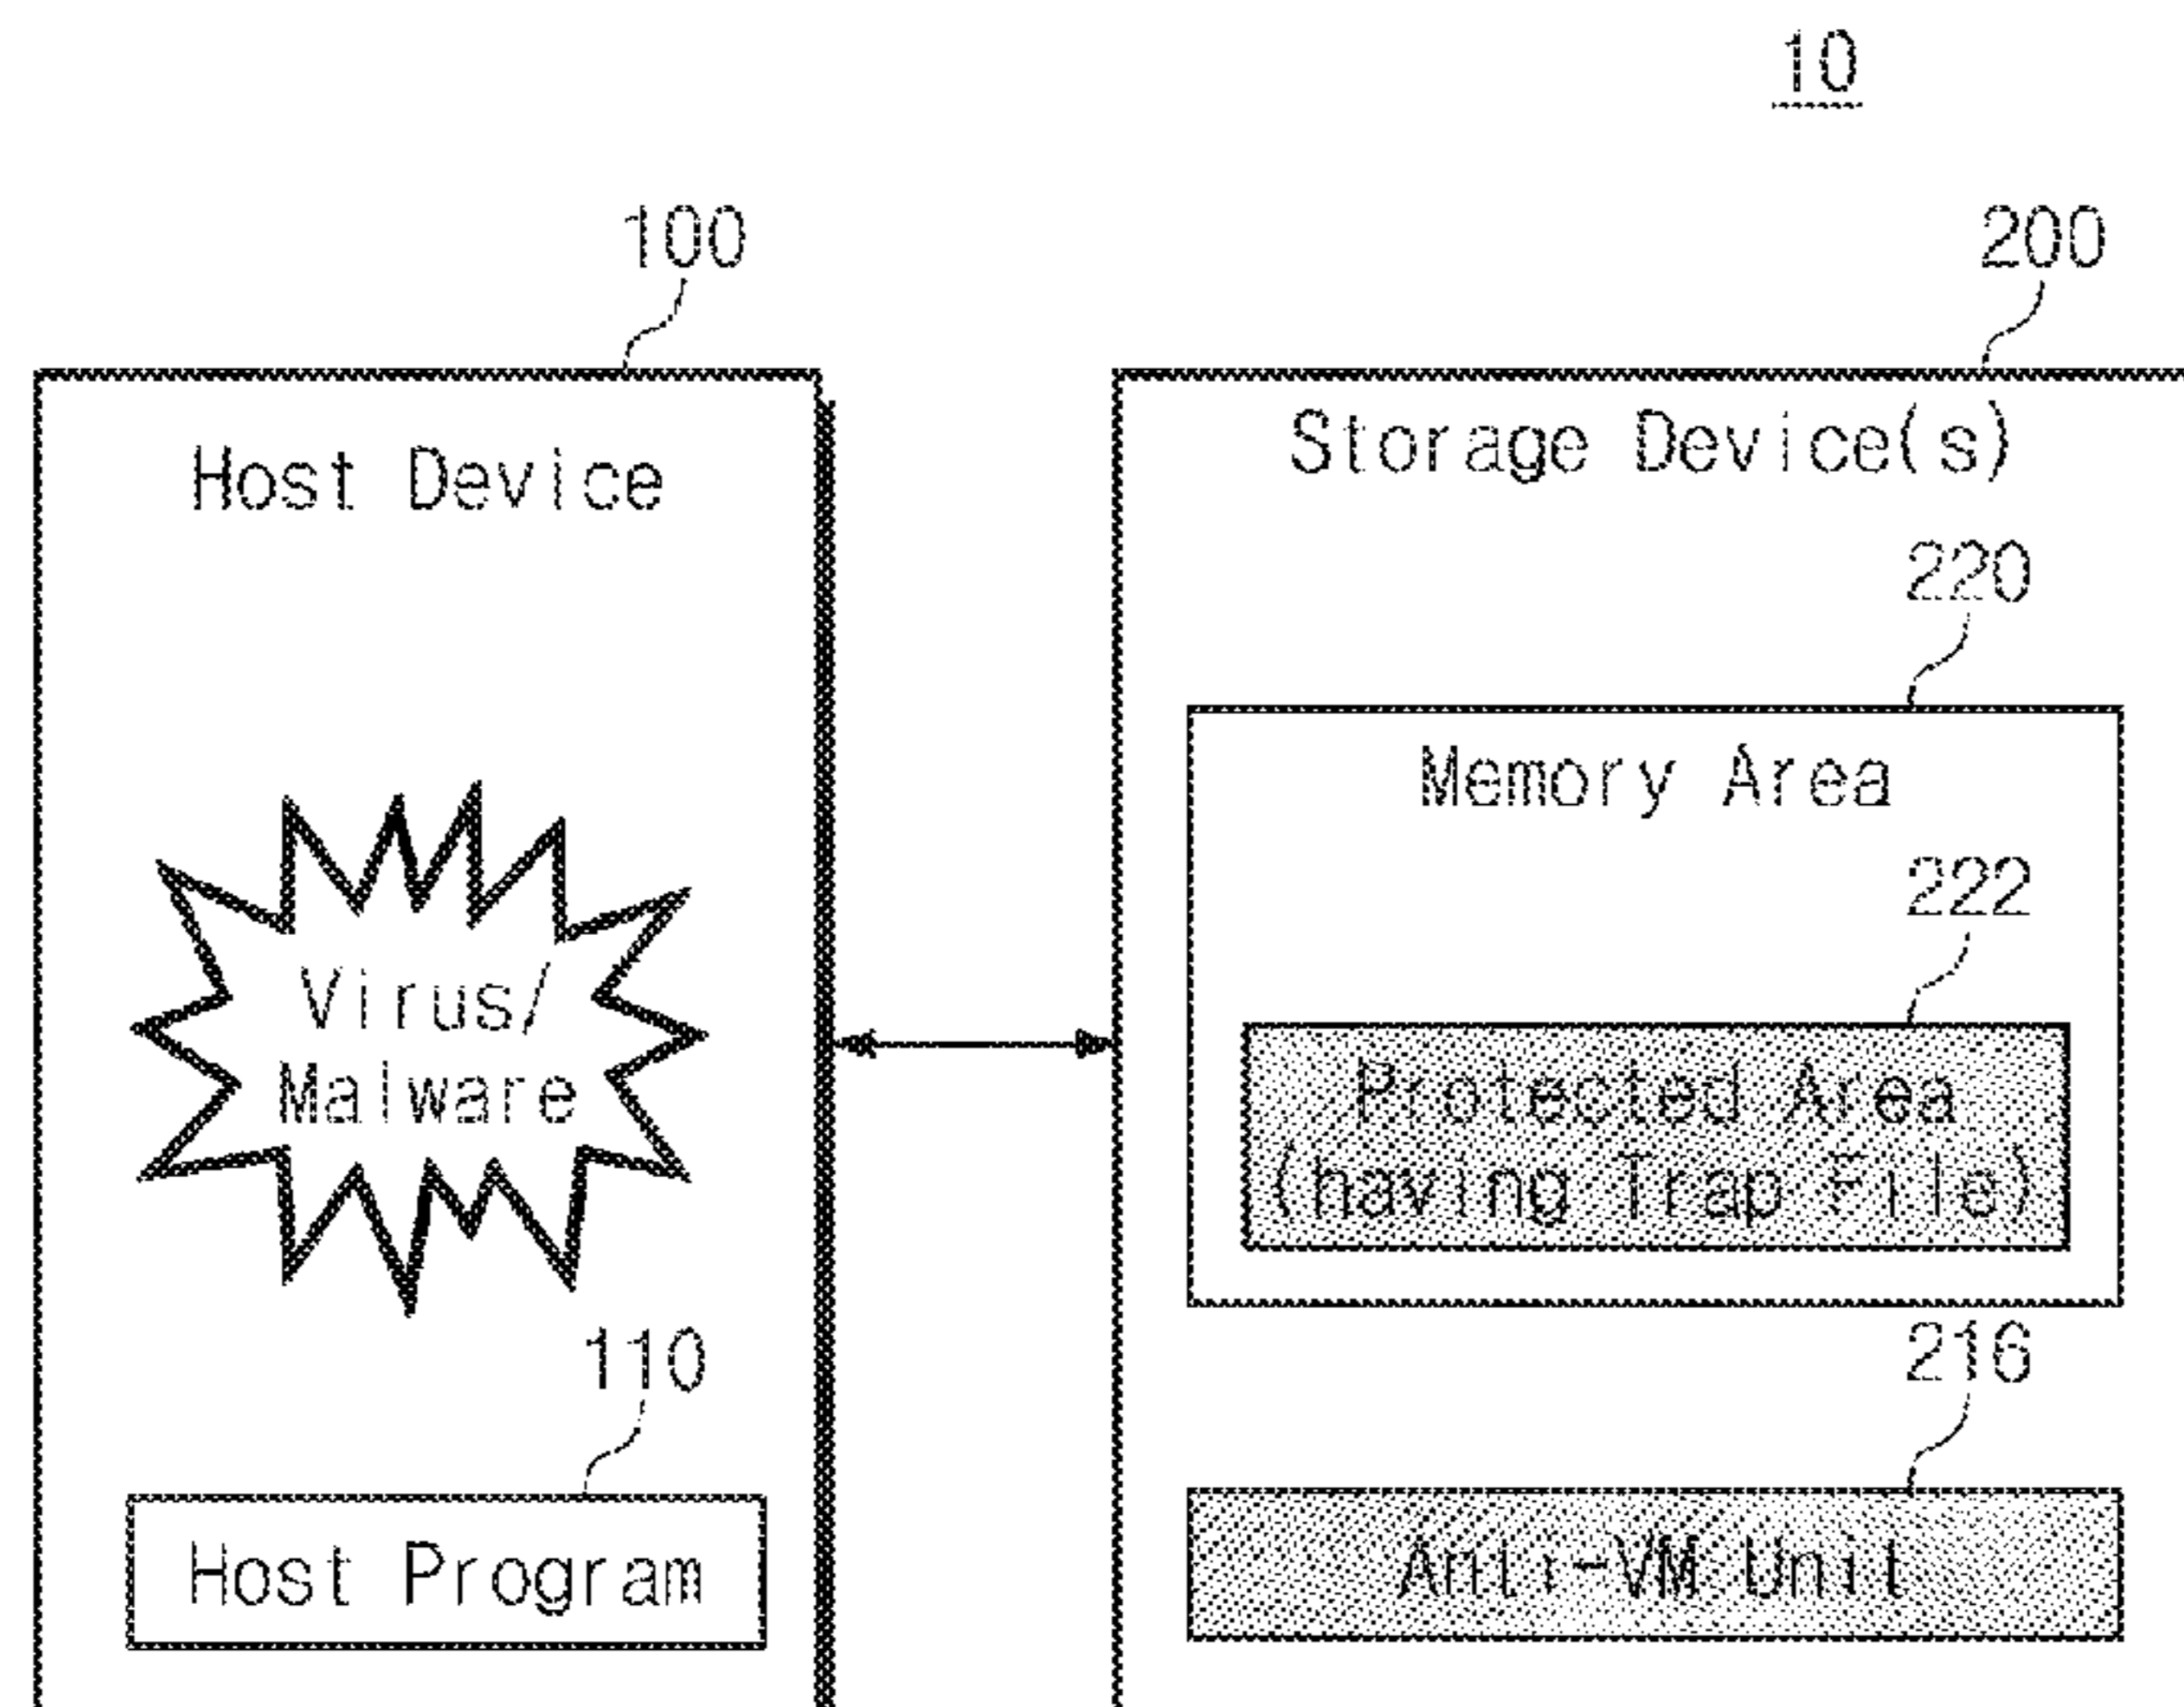 10
100
200
Host Device
Storage Device(s)
220
Memory Area
222
Virus/
Malware
Protected Area
(having Trap File)
110
216
Host Program
Anti-VM Unit